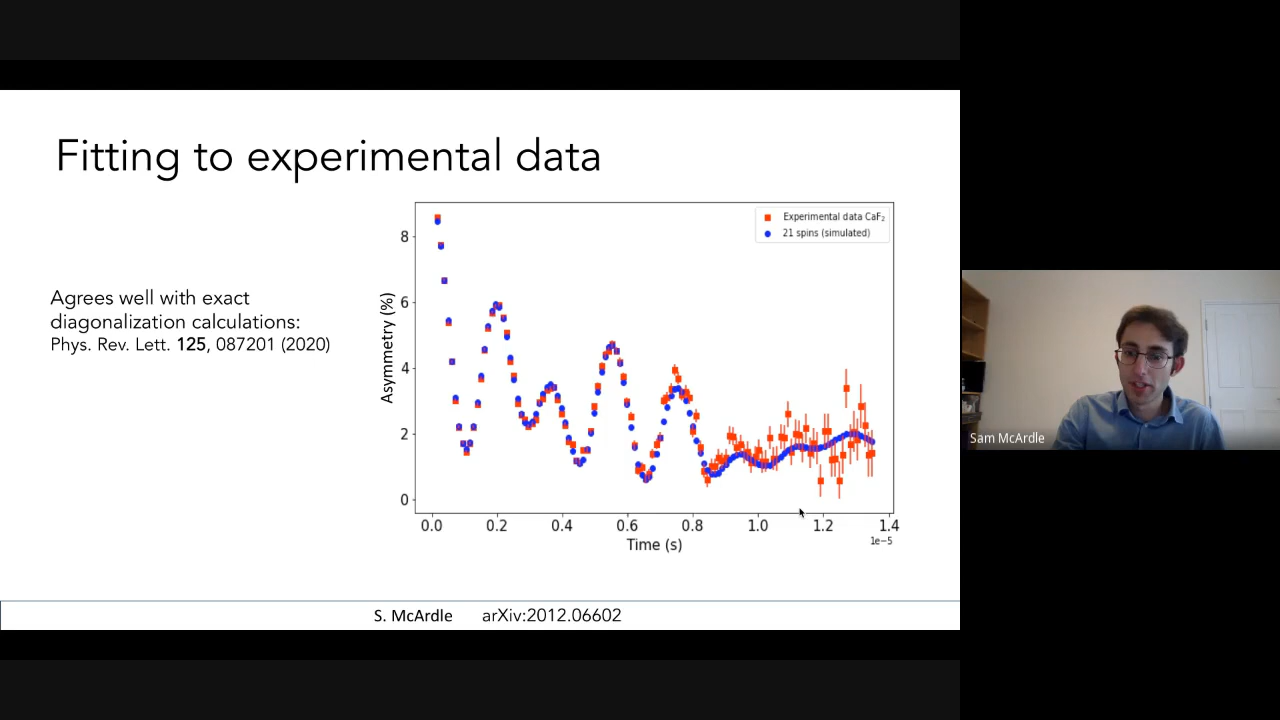 Fitting to experimental data
Agrees well with exact
diagonalization calculations:
Phys. Rev. Lett. 125, 087201 (2020)
Experimental data CaF₂
21 spins (simulated)
Asymmetry (%)
8
6
4
2
0
0.0 0.2 0.4 0.6 0.8 1.0 1.2 1.4
1e−5
Time (s)
Sam McArdle
S. McArdle arXiv:2012.06602